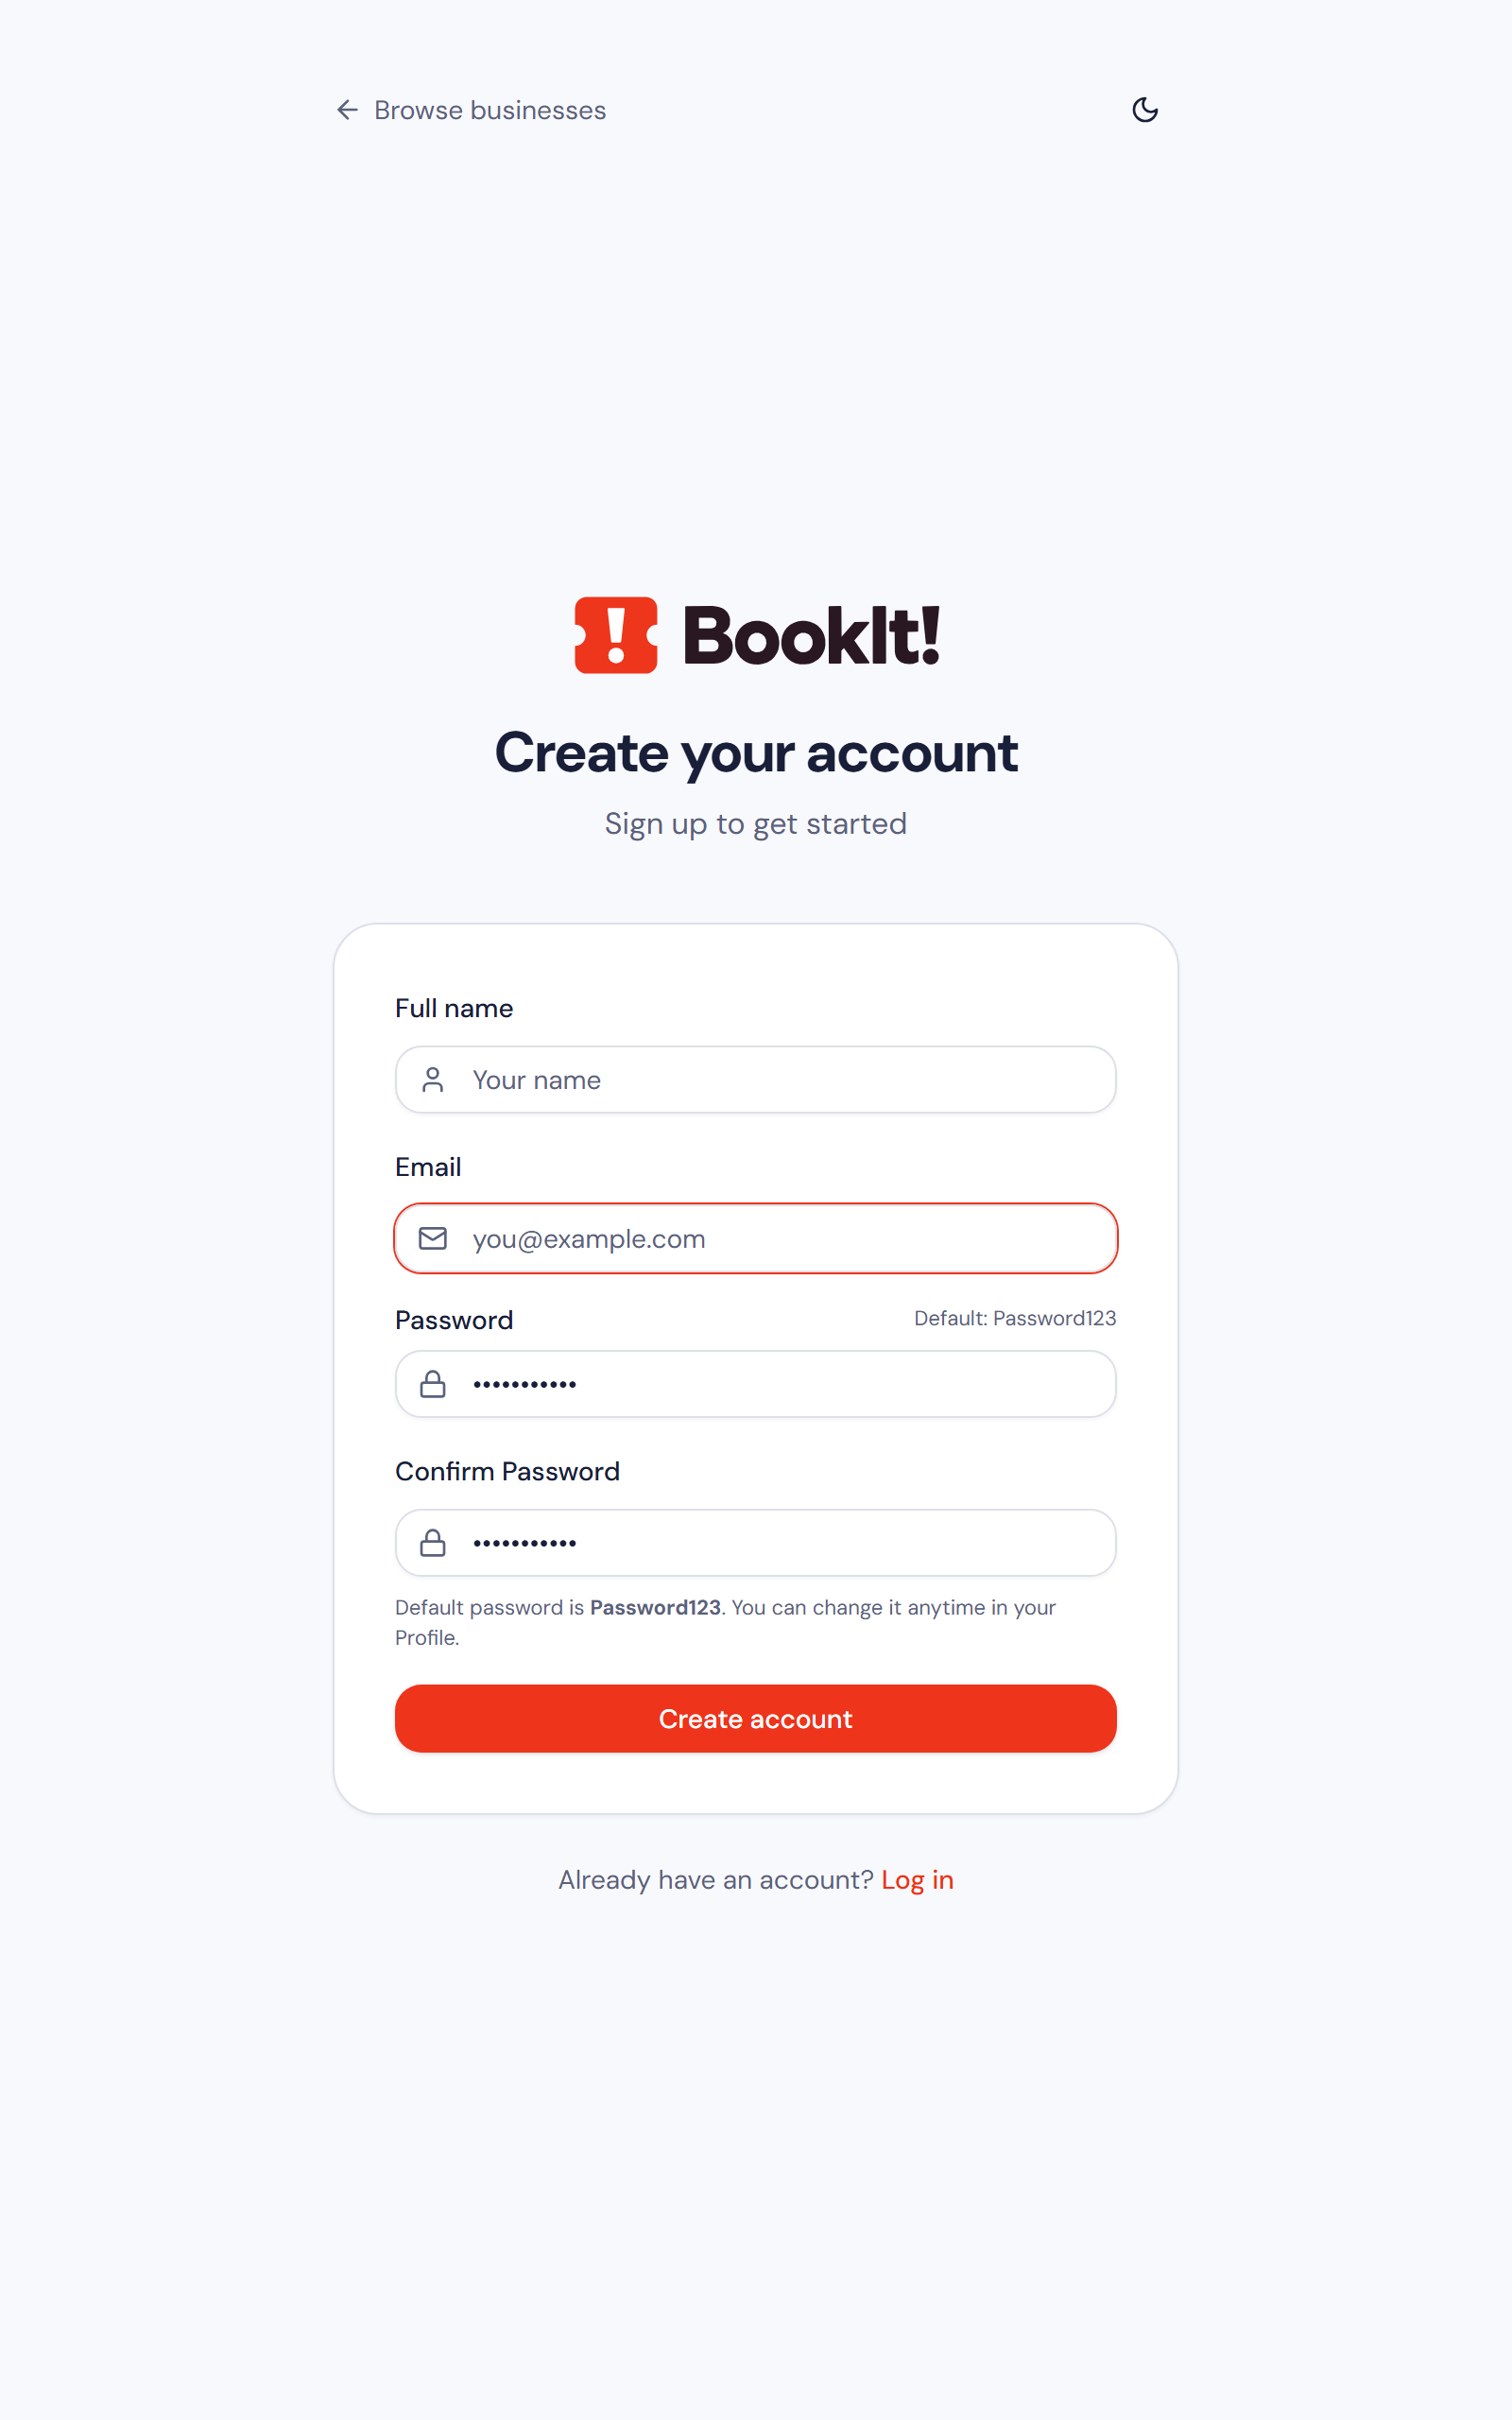 Browse businesses
! BookIt!
Create your account
Sign up to get started
Full name
Your name
Email
you@example.com
Password Default: Password123
•••••••••••
Confirm Password
•••••••••••
Default password is Password123. You can change it anytime in your
Profile.
Create account
Already have an account? Log in